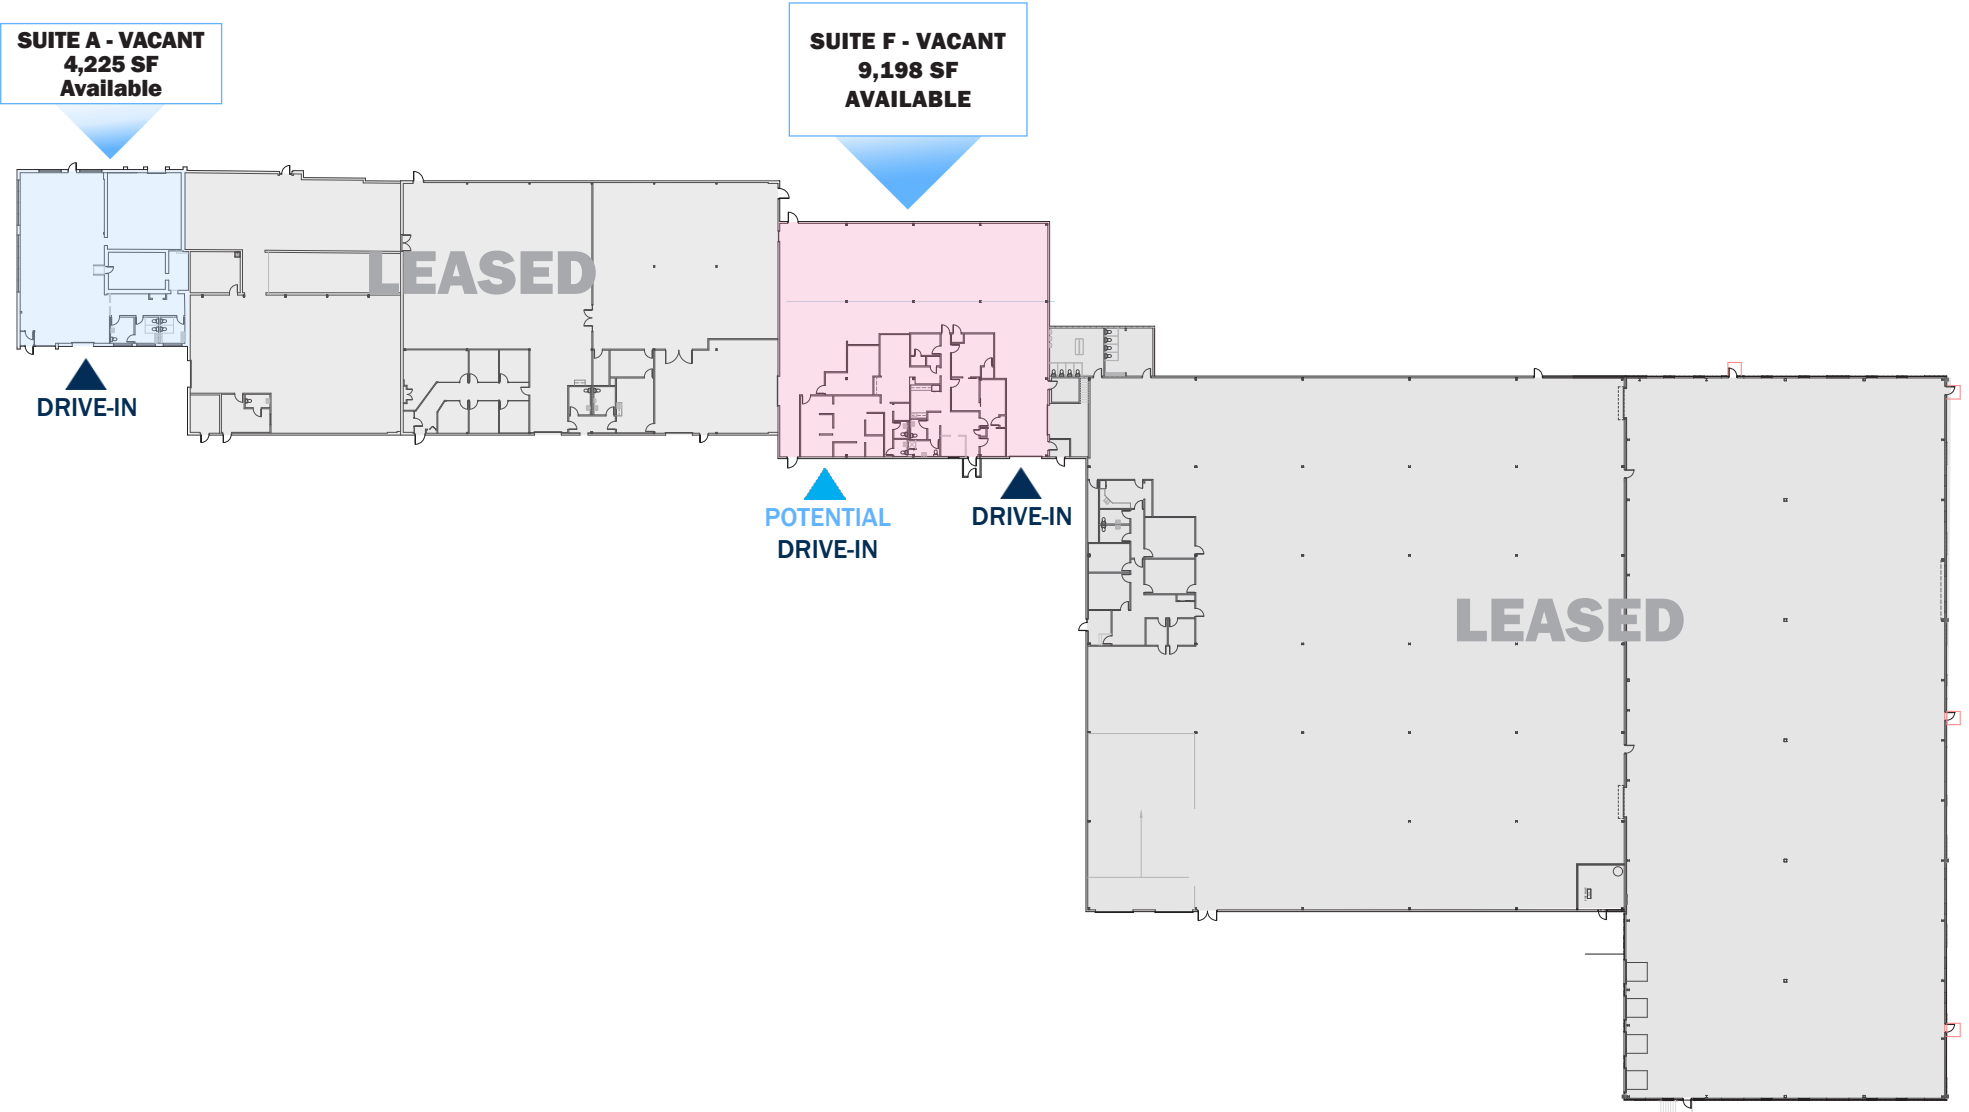 SUITE A - VACANT
4,225 SF
Available
SUITE F - VACANT
9,198 SF
AVAILABLE
LEASED
DRIVE-IN
POTENTIAL
DRIVE-IN
DRIVE-IN
LEASED